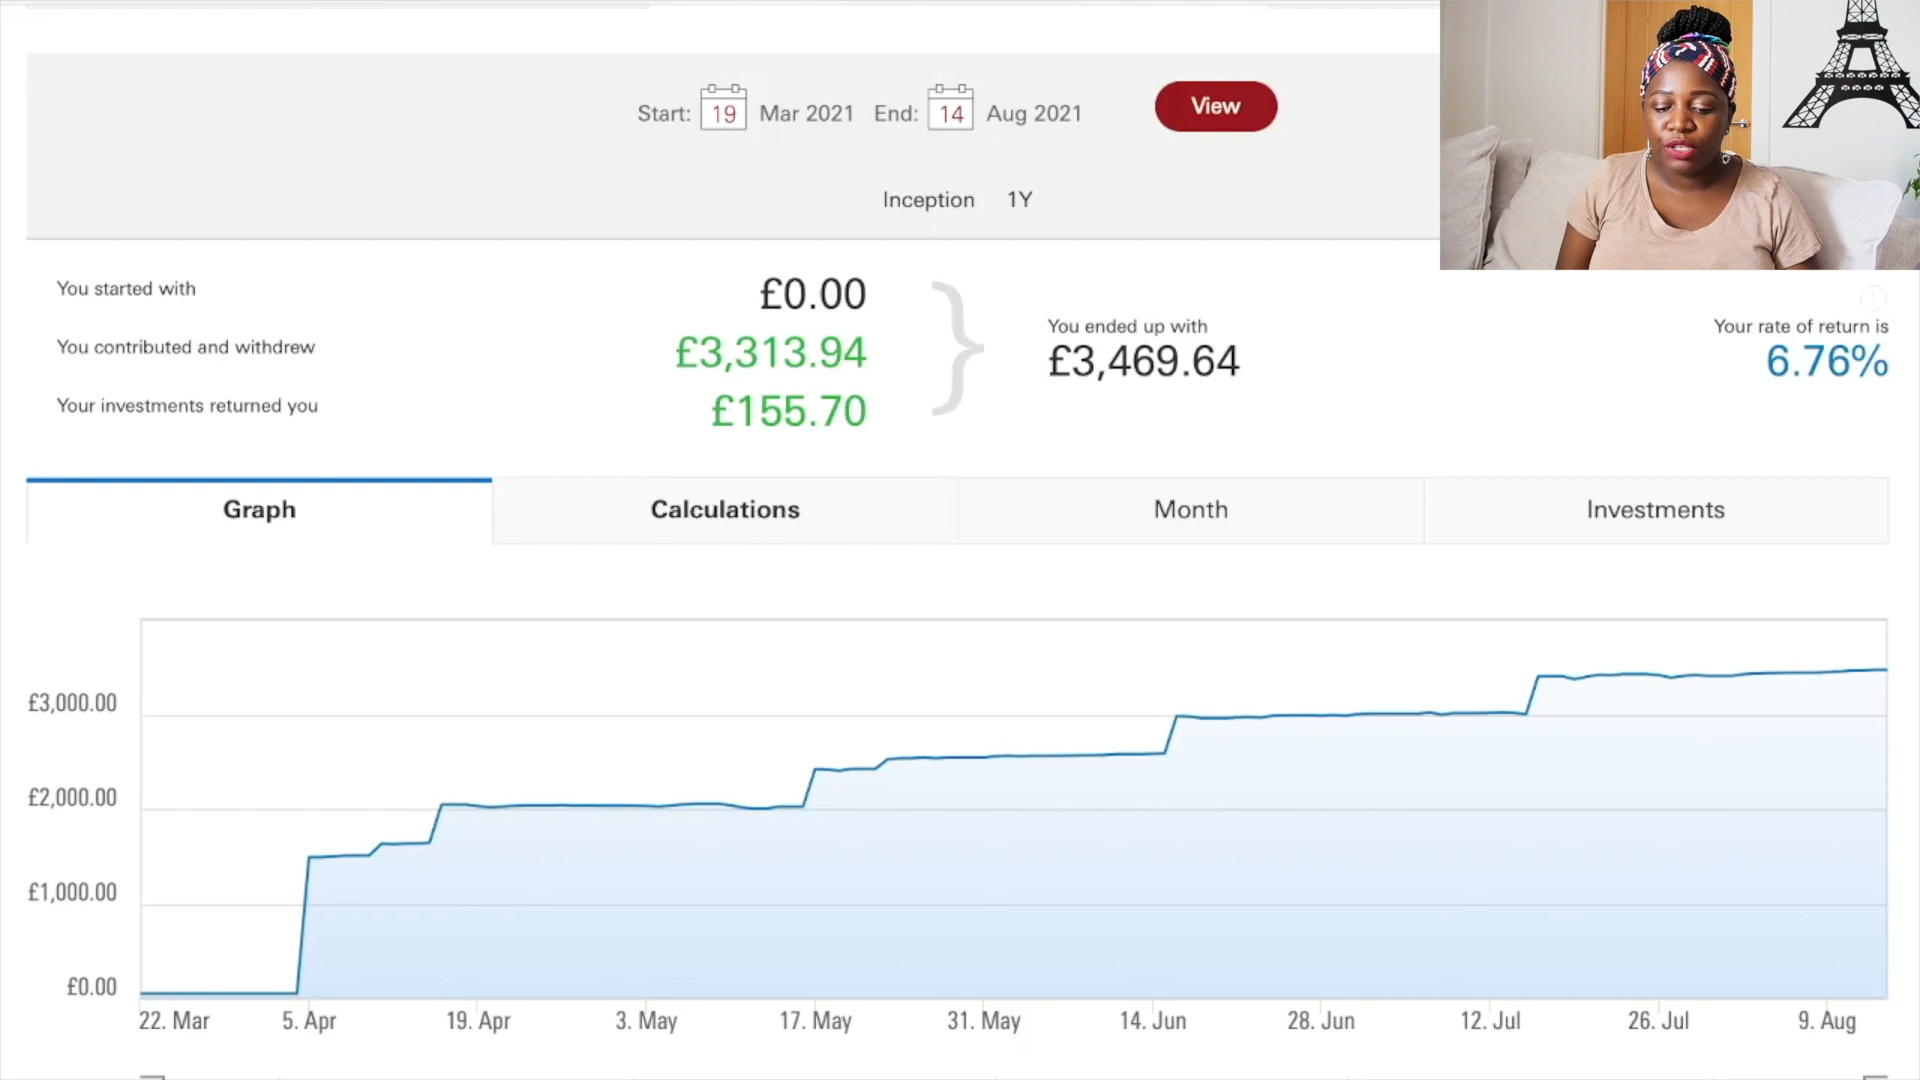 Start: 19 Mar 2021 End: 14 Aug 2021 View
Inception 1Y
You started with £0.00
You contributed and withdrew £3,313.94
Your investments returned you £155.70
You ended up with
£3,469.64
Your rate of return is
6.76%
Graph Calculations Month Investments
£3,000.00
£2,000.00
£1,000.00
£0.00
22. Mar 5. Apr 19. Apr 3. May 17. May 31. May 14. Jun 28. Jun 12. Jul 26. Jul 9. Aug